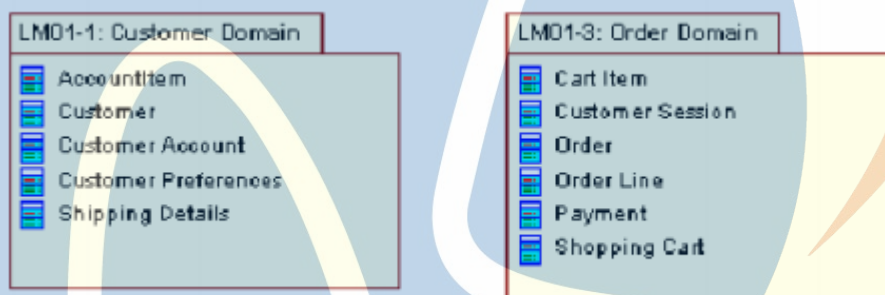 LM01-1: Customer Domain
AccountItem
Customer
Customer Account
Customer Preferences
Shipping Details
LM01-3: Order Domain
Cart Item
Customer Session
Order
Order Line
Payment
Shopping Cart